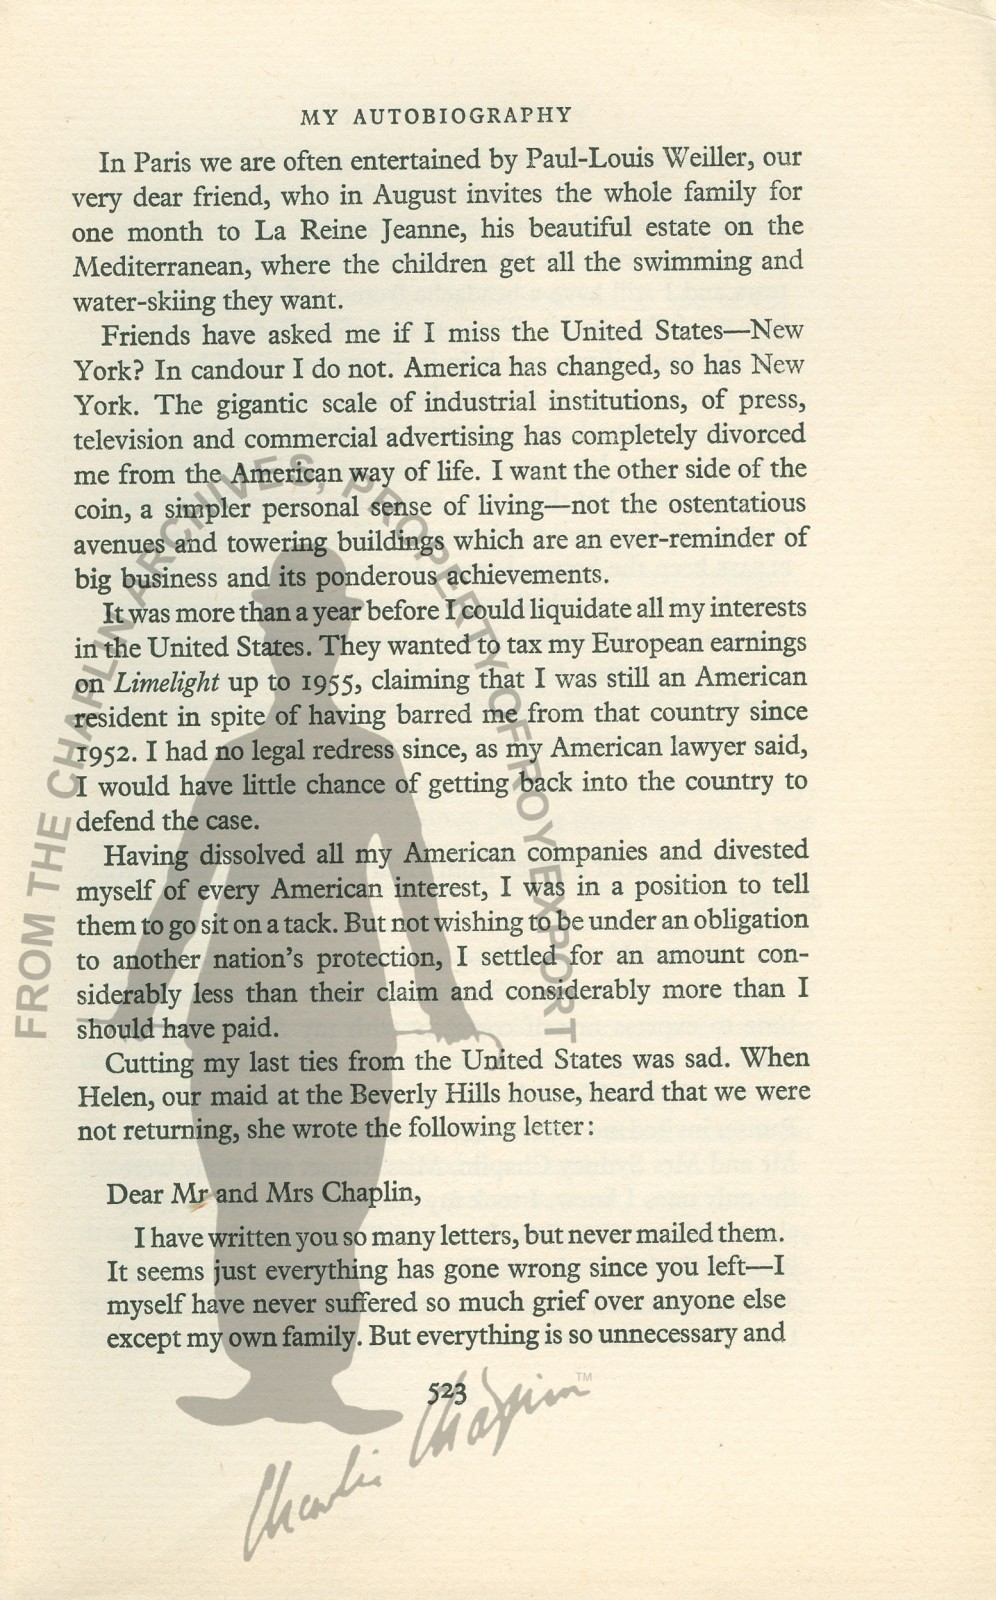 MY AUTOBIOGRAPHY
In Paris we are often entertained by Paul-Louis Weiller, our
very dear friend, who in August invites the whole family for
one month to La Reine Jeanne, his beautiful estate on the
Mediterranean, where the children get all the swimming and
water-skiing they want.
Friends have asked me if I miss the United States—New
York? In candour I do not. America has changed, so has New
York. The gigantic scale of industrial institutions, of press,
television and commercial advertising has completely divorced
me from the American way of life. I want the other side of the
coin, a simpler personal sense of living—not the ostentatious
avenues and towering buildings which are an ever-reminder of
big business and its ponderous achievements.
It was more than a year before I could liquidate all my interests
in the United States. They wanted to tax my European earnings
on Limelight up to 1955, claiming that I was still an American
resident in spite of having barred me from that country since
1952. I had no legal redress since, as my American lawyer said,
I would have little chance of getting back into the country to
defend the case.
Having dissolved all my American companies and divested
myself of every American interest, I was in a position to tell
them to go sit on a tack. But not wishing to be under an obligation
to another nation's protection, I settled for an amount con-
siderably less than their claim and considerably more than I
should have paid.
Cutting my last ties from the United States was sad. When
Helen, our maid at the Beverly Hills house, heard that we were
not returning, she wrote the following letter:
Dear Mr and Mrs Chaplin,
I have written you so many letters, but never mailed them.
It seems just everything has gone wrong since you left—I
myself have never suffered so much grief over anyone else
except my own family. But everything is so unnecessary and
523
FROM THE CHAPLIN ARCHIVES, PROPERTY OF ROY EXPORT
Charlie Chaplin™